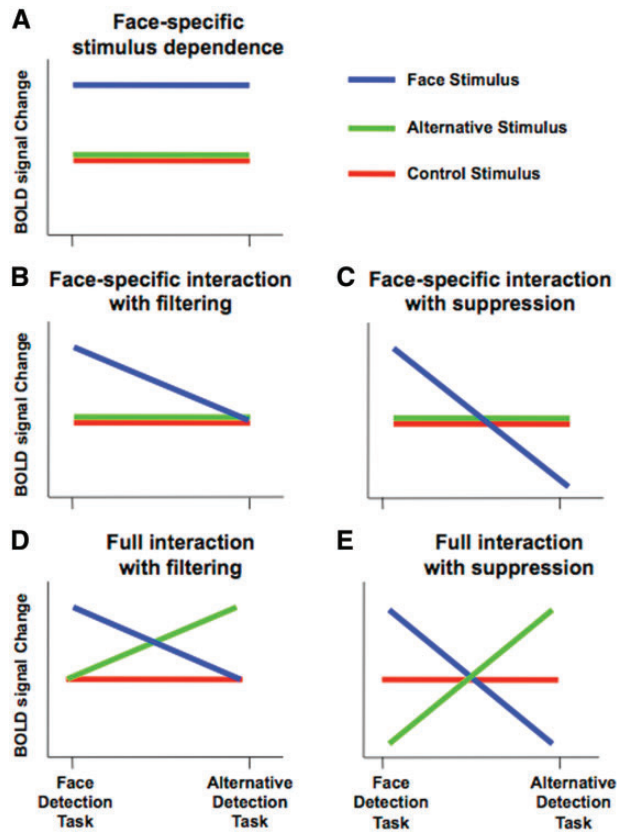 A
Face-specific
stimulus dependence
BOLD signal Change
Face Stimulus
Alternative Stimulus
Control Stimulus
B
Face-specific interaction
with filtering
BOLD signal Change
C
Face-specific interaction
with suppression
D
Full interaction
with filtering
BOLD signal Change
Face
Detection
Task
Alternative
Detection
Task
E
Full interaction
with suppression
Face
Detection
Task
Alternative
Detection
Task